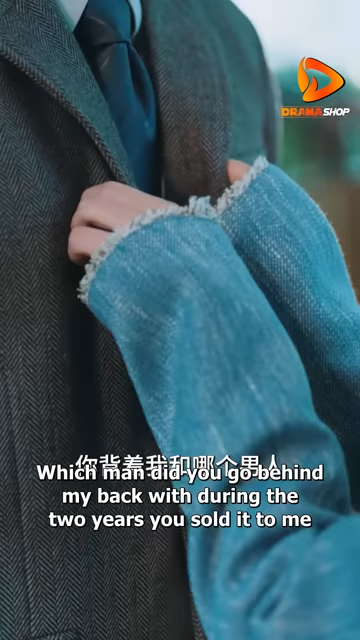 DRAMA SHOP
你背着我和哪个男人
Which man did you go behind
my back with during the
two years you sold it to me